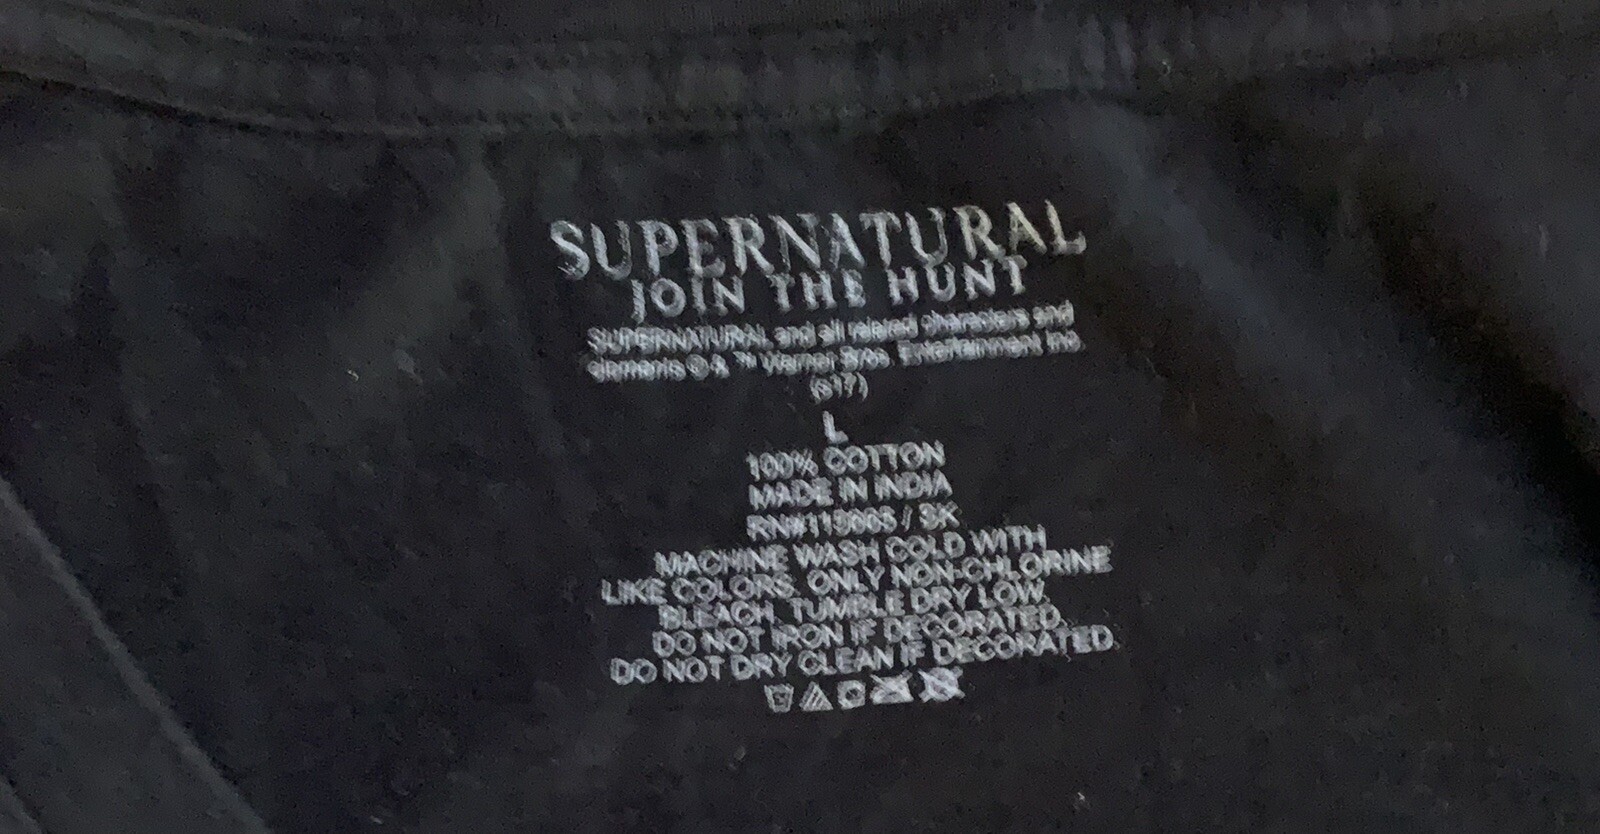 SUPERNATURAL
JOIN THE HUNT
SUPERNATURAL and all related characters and
elements © & ™ Warner Bros. Entertainment Inc.
(s17)
L
100% COTTON
MADE IN INDIA
/ SK
MACHINE WASH COLD WITH
LIKE COLORS, ONLY NON-CHLORINE
BLEACH, TUMBLE DRY LOW,
DO NOT IRON IF DECORATED,
DO NOT DRY CLEAN IF DECORATED